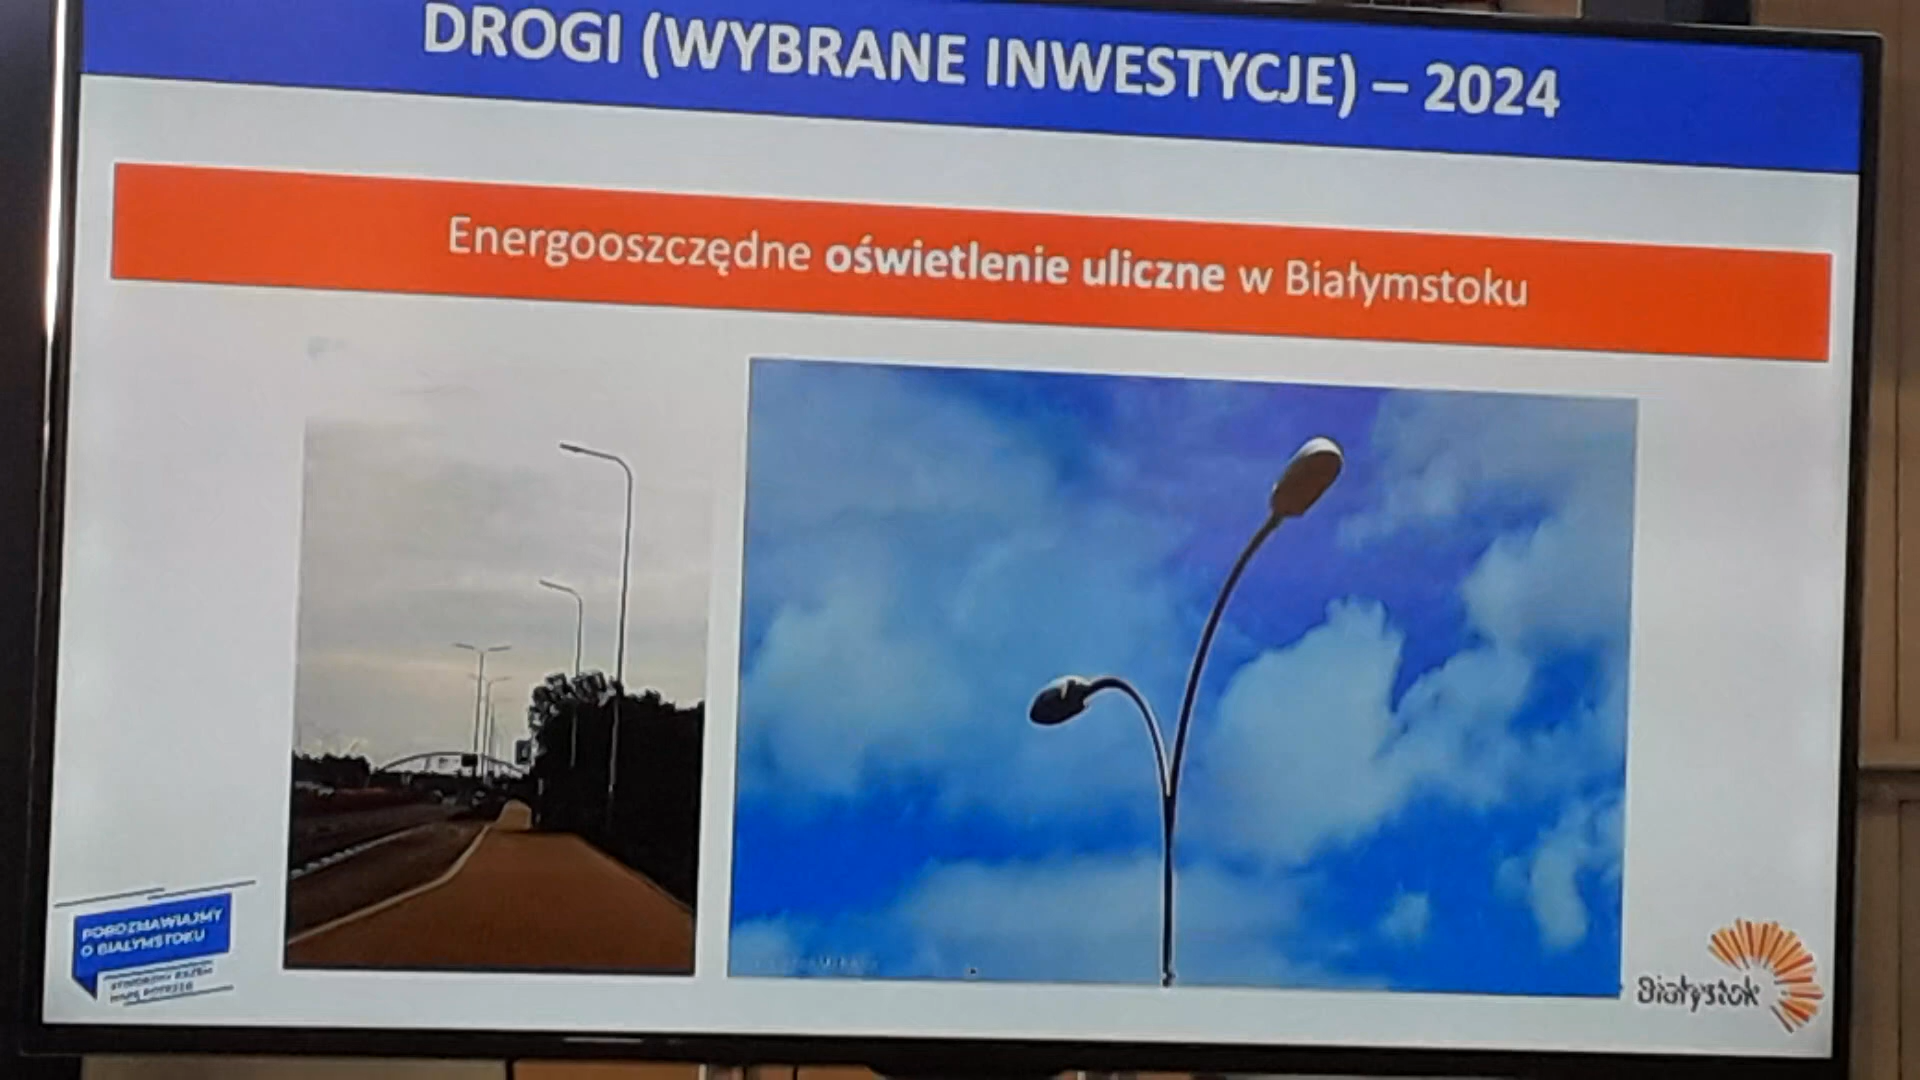 DROGI (WYBRANE INWESTYCJE) – 2024
Energooszczędne oświetlenie uliczne w Białymstoku
POROZMAWIAJMY
O BIAŁYMSTOKU
Białystok